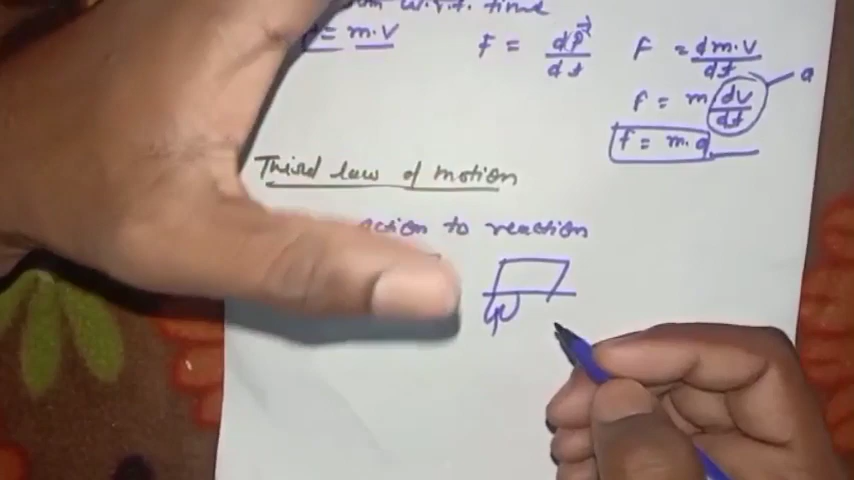 w.r.t. time
P = m.V
F = dP⃗/dt F = dm.V/dt
f = m dv/dt a
f = m.a
Third law of motion
action to reaction